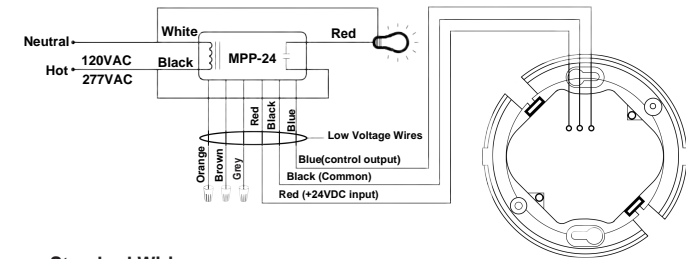 White
Red
Neutral
120VAC
Black
MPP-24
Hot
277VAC
Red
Black
Blue
Low Voltage Wires
Orange
Brown
Grey
Blue(control output)
Black (Common)
Red (+24VDC input)